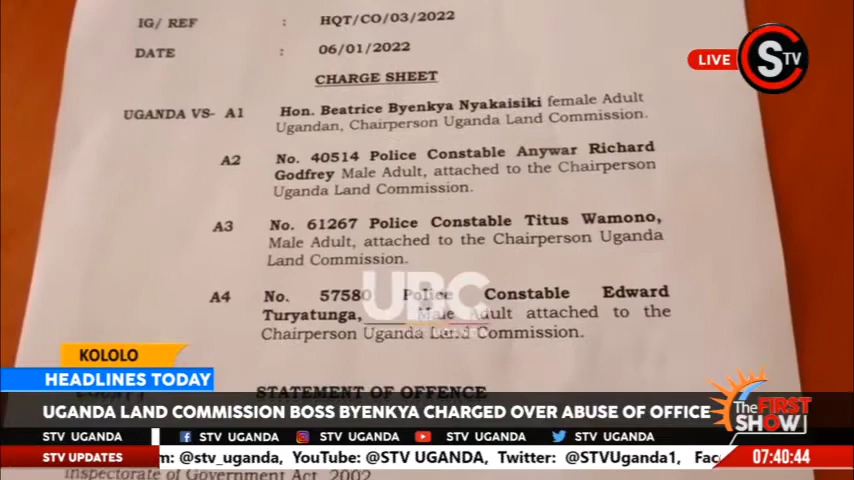 IG/ REF : HQT/CO/03/2022
DATE : 06/01/2022
CHARGE SHEET
UGANDA VS- A1 Hon. Beatrice Byenkya Nyakaisiki female Adult
Ugandan, Chairperson Uganda Land Commission.
A2 No. 40514 Police Constable Anywar Richard
Godfrey Male Adult, attached to the Chairperson
Uganda Land Commission.
A3 No. 61267 Police Constable Titus Wamono,
Male Adult, attached to the Chairperson Uganda
Land Commission.
A4 No. 57580 Police Constable Edward
Turyatunga, Male Adult attached to the
Chairperson Uganda Land Commission.
STATEMENT OF OFFENCE
Inspectorate of Government Act, 2002
LIVE
STV
UBC
KOLOLO
HEADLINES TODAY
UGANDA LAND COMMISSION BOSS BYENKYA CHARGED OVER ABUSE OF OFFICE
The FIRST
SHOW
STV UGANDA STV UGANDA STV UGANDA STV UGANDA STV UGANDA
STV UPDATES m: @stv_uganda, YouTube: @STV UGANDA, Twitter: @STVUganda1, Fac 07:40:44